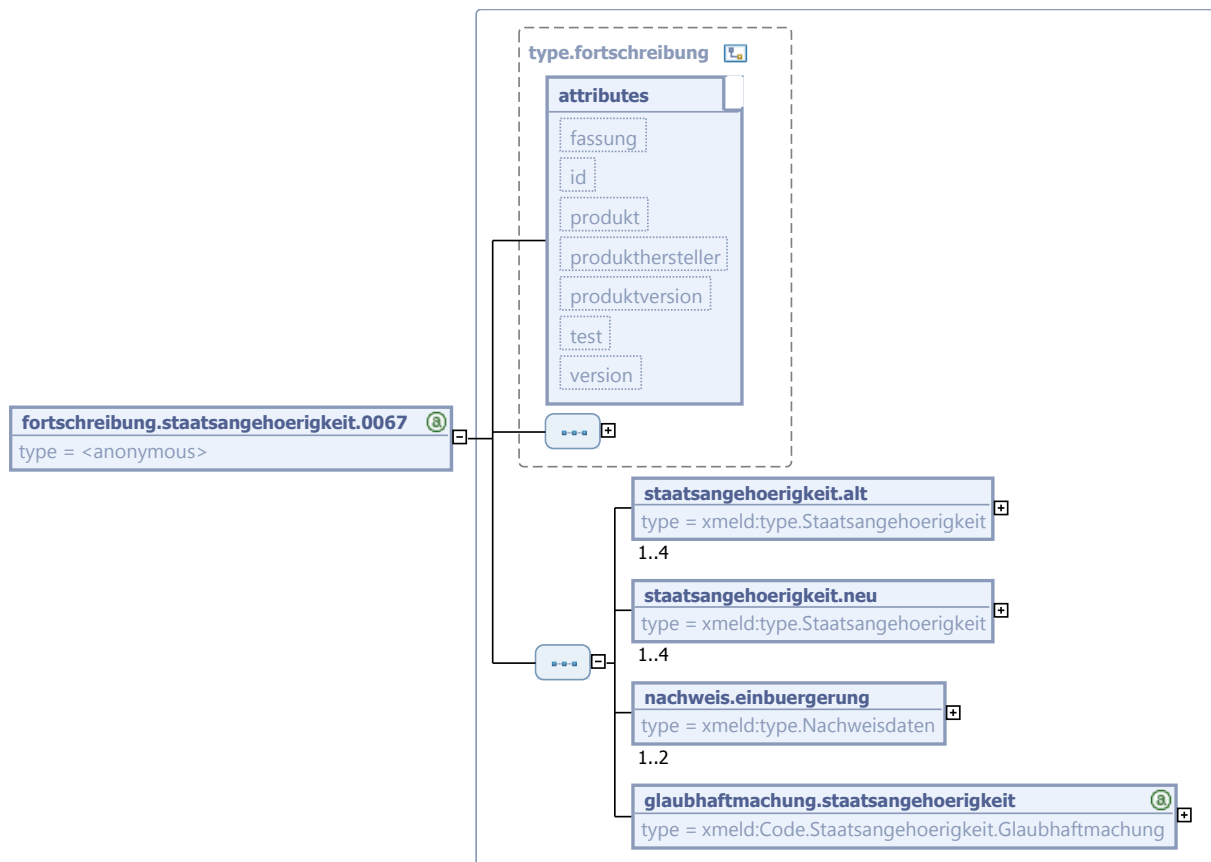 type.fortschreibung
attributes
fassung
id
produkt
produkthersteller
produktversion
test
version
fortschreibung.staatsangehoerigkeit.0067 a
type = <anonymous>
staatsangehoerigkeit.alt
type = xmeld:type.Staatsangehoerigkeit
1..4
staatsangehoerigkeit.neu
type = xmeld:type.Staatsangehoerigkeit
1..4
nachweis.einbuergerung
type = xmeld:type.Nachweisdaten
1..2
glaubhaftmachung.staatsangehoerigkeit a
type = xmeld:Code.Staatsangehoerigkeit.Glaubhaftmachung